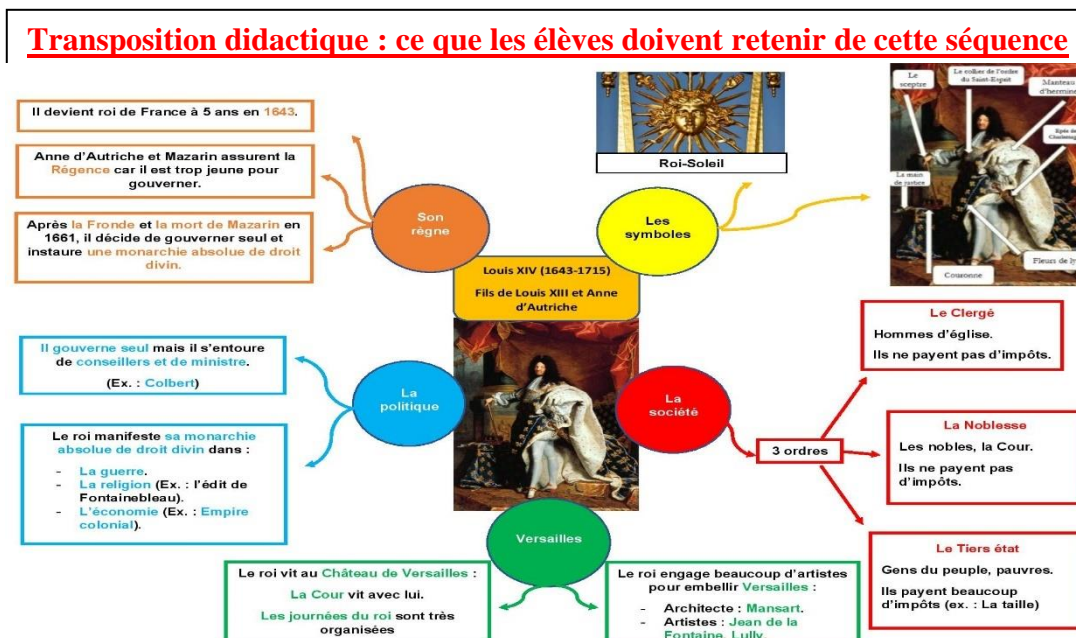 Transposition didactique : ce que les élèves doivent retenir de cette séquence
Il devient roi de France à 5 ans en 1643.
Anne d'Autriche et Mazarin assurent la
Régence car il est trop jeune pour
gouverner.
Après la Fronde et la mort de Mazarin en
1661, il décide de gouverner seul et
instaure une monarchie absolue de droit
divin.
Son
règne
Roi-Soleil
Les
symboles
Le
sceptre
Le collier de l'ordre
du Saint-Esprit
Manteau
d'hermine
Epée de
La main
de justice
Couronne
Fleurs de ly
Louis XIV (1643-1715)
Fils de Louis XIII et Anne
d'Autriche
Il gouverne seul mais il s'entoure
de conseillers et de ministre.
(Ex. : Colbert)
Le roi manifeste sa monarchie
absolue de droit divin dans :
- La guerre.
- La religion (Ex. : l'édit de
Fontainebleau).
- L'économie (Ex. : Empire
colonial).
La
politique
La
société
3 ordres
Le Clergé
Hommes d'église.
Ils ne payent pas d'impôts.
La Noblesse
Les nobles, la Cour.
Ils ne payent pas
d'impôts.
Le Tiers état
Gens du peuple, pauvres.
Ils payent beaucoup
d'impôts (ex. : La taille)
Versailles
Le roi vit au Château de Versailles :
La Cour vit avec lui.
Les journées du roi sont très
organisées
Le roi engage beaucoup d'artistes
pour embellir Versailles :
- Architecte : Mansart.
- Artistes : Jean de la
Fontaine, Lully.